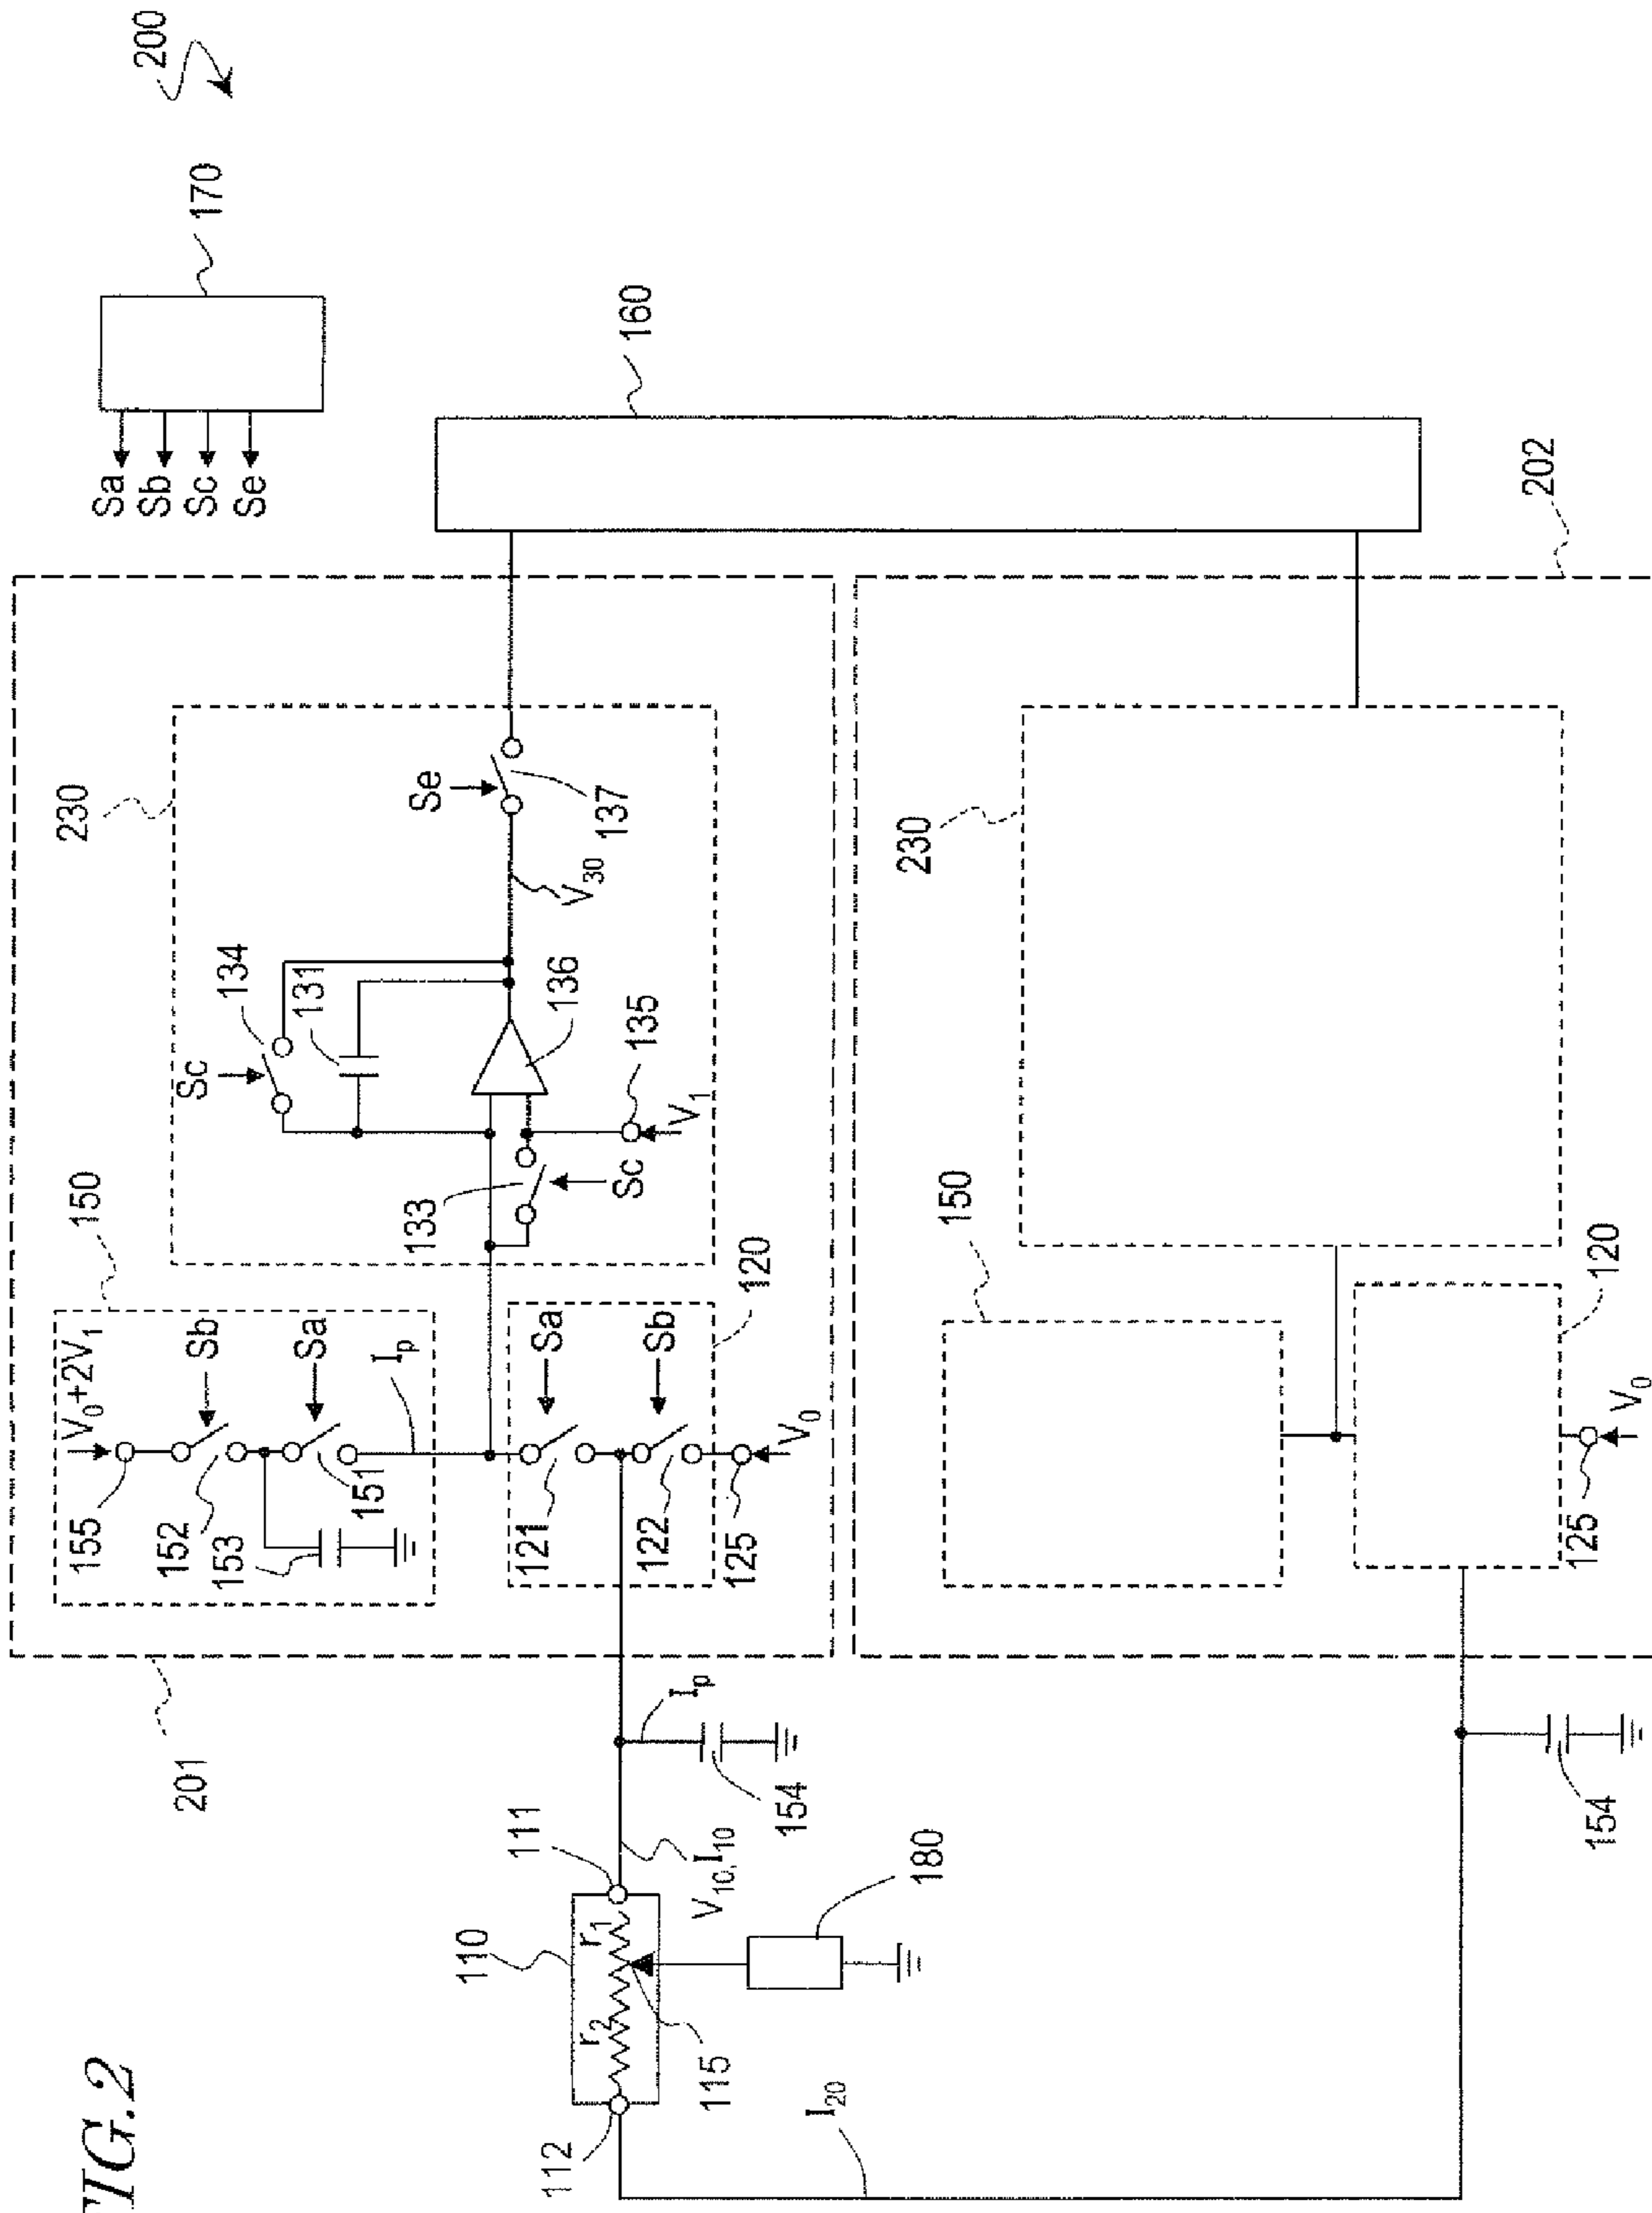 FIG.2
200
170
Sa
Sb
Sc
Se
160
202
201
230
134
Sc
131
136
133
Sc
135
V1
Se
137
V30
150
V0+2V1
155
Sb
152
153
Sa
151
Ip
120
Sa
121
Sb
122
125
V0
230
150
120
125
V0
Ip
154
154
110
111
r1
r2
112
115
V10, I10
180
I20